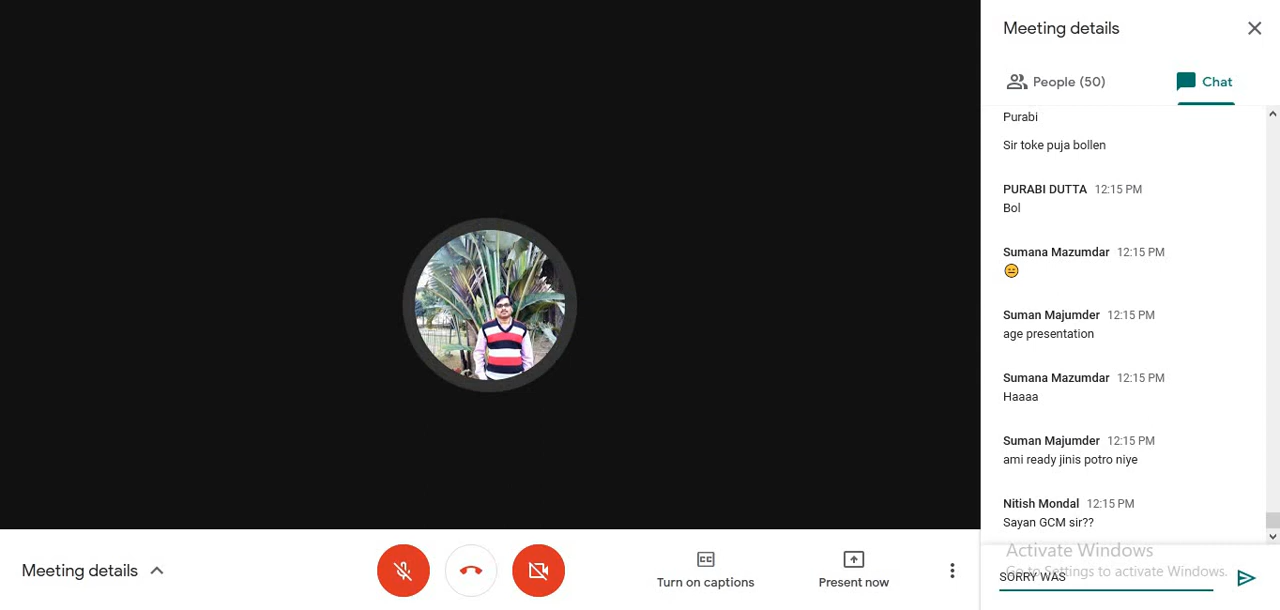 Meeting details
People (50)
Chat
Purabi
Sir toke puja bollen
PURABI DUTTA 12:15 PM
Bol
Sumana Mazumdar 12:15 PM
Suman Majumder 12:15 PM
age presentation
Sumana Mazumdar 12:15 PM
Haaaa
Suman Majumder 12:15 PM
ami ready jinis potro niye
Nitish Mondal 12:15 PM
Sayan GCM sir??
Activate Windows
Go to Settings to activate Windows.
SORRY WAS
Meeting details
CC
Turn on captions
Present now